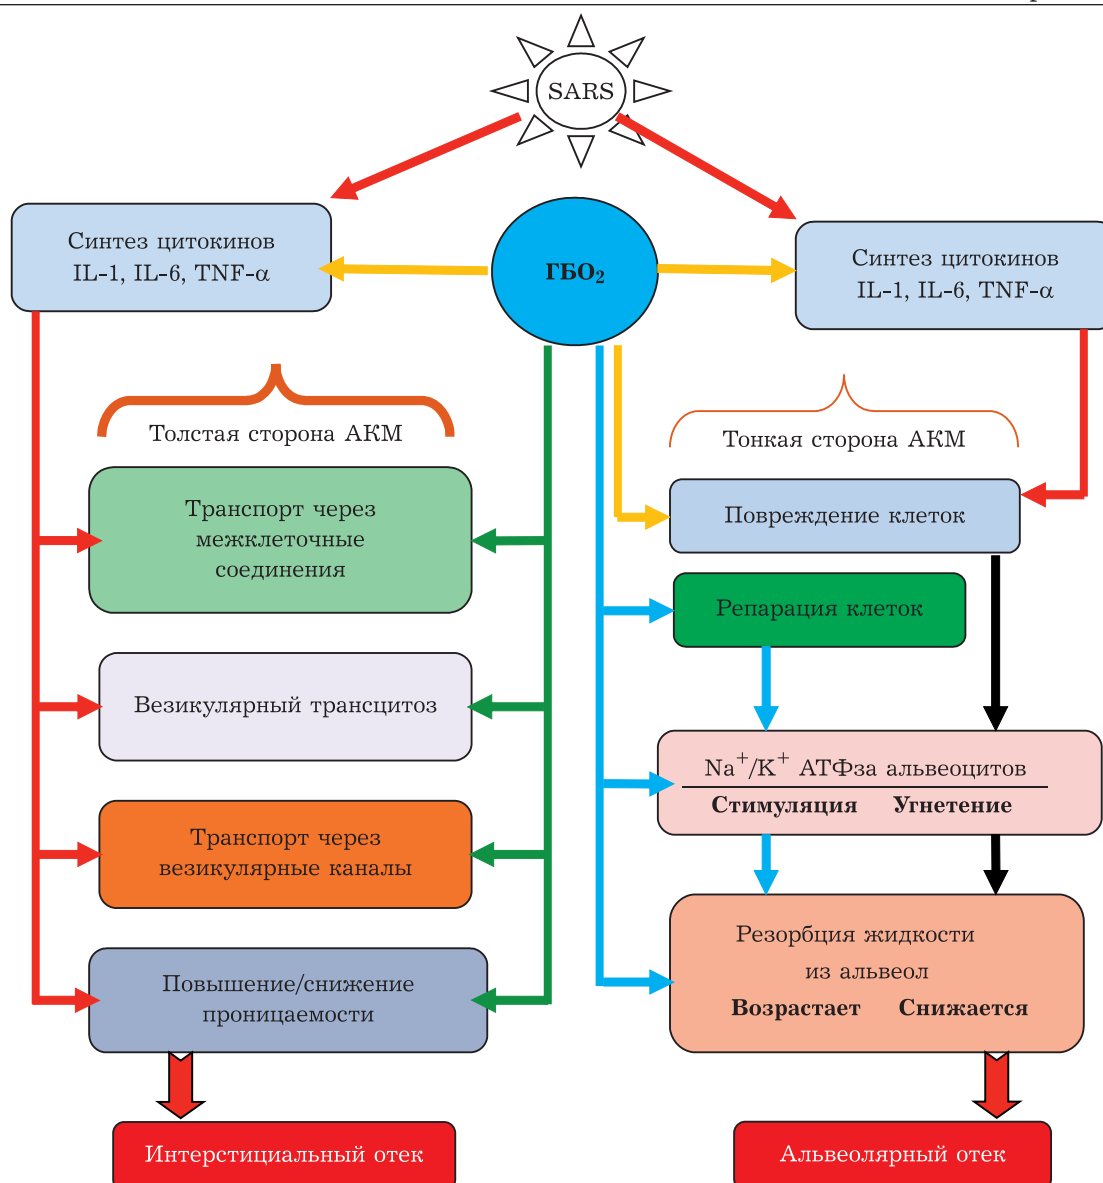 SARS
Синтез цитокинов
IL-1, IL-6, TNF-α
ГБО₂
Синтез цитокинов
IL-1, IL-6, TNF-α
Толстая сторона АКМ
Транспорт через
межклеточные
соединения
Везикулярный трансцитоз
Транспорт через
везикулярные каналы
Повышение/снижение
проницаемости
Интерстициальный отек
Тонкая сторона АКМ
Повреждение клеток
Репарация клеток
Na⁺/K⁺ АТФза альвеоцитов
Стимуляция Угнетение
Резорбция жидкости
из альвеол
Возрастает Снижается
Альвеолярный отек